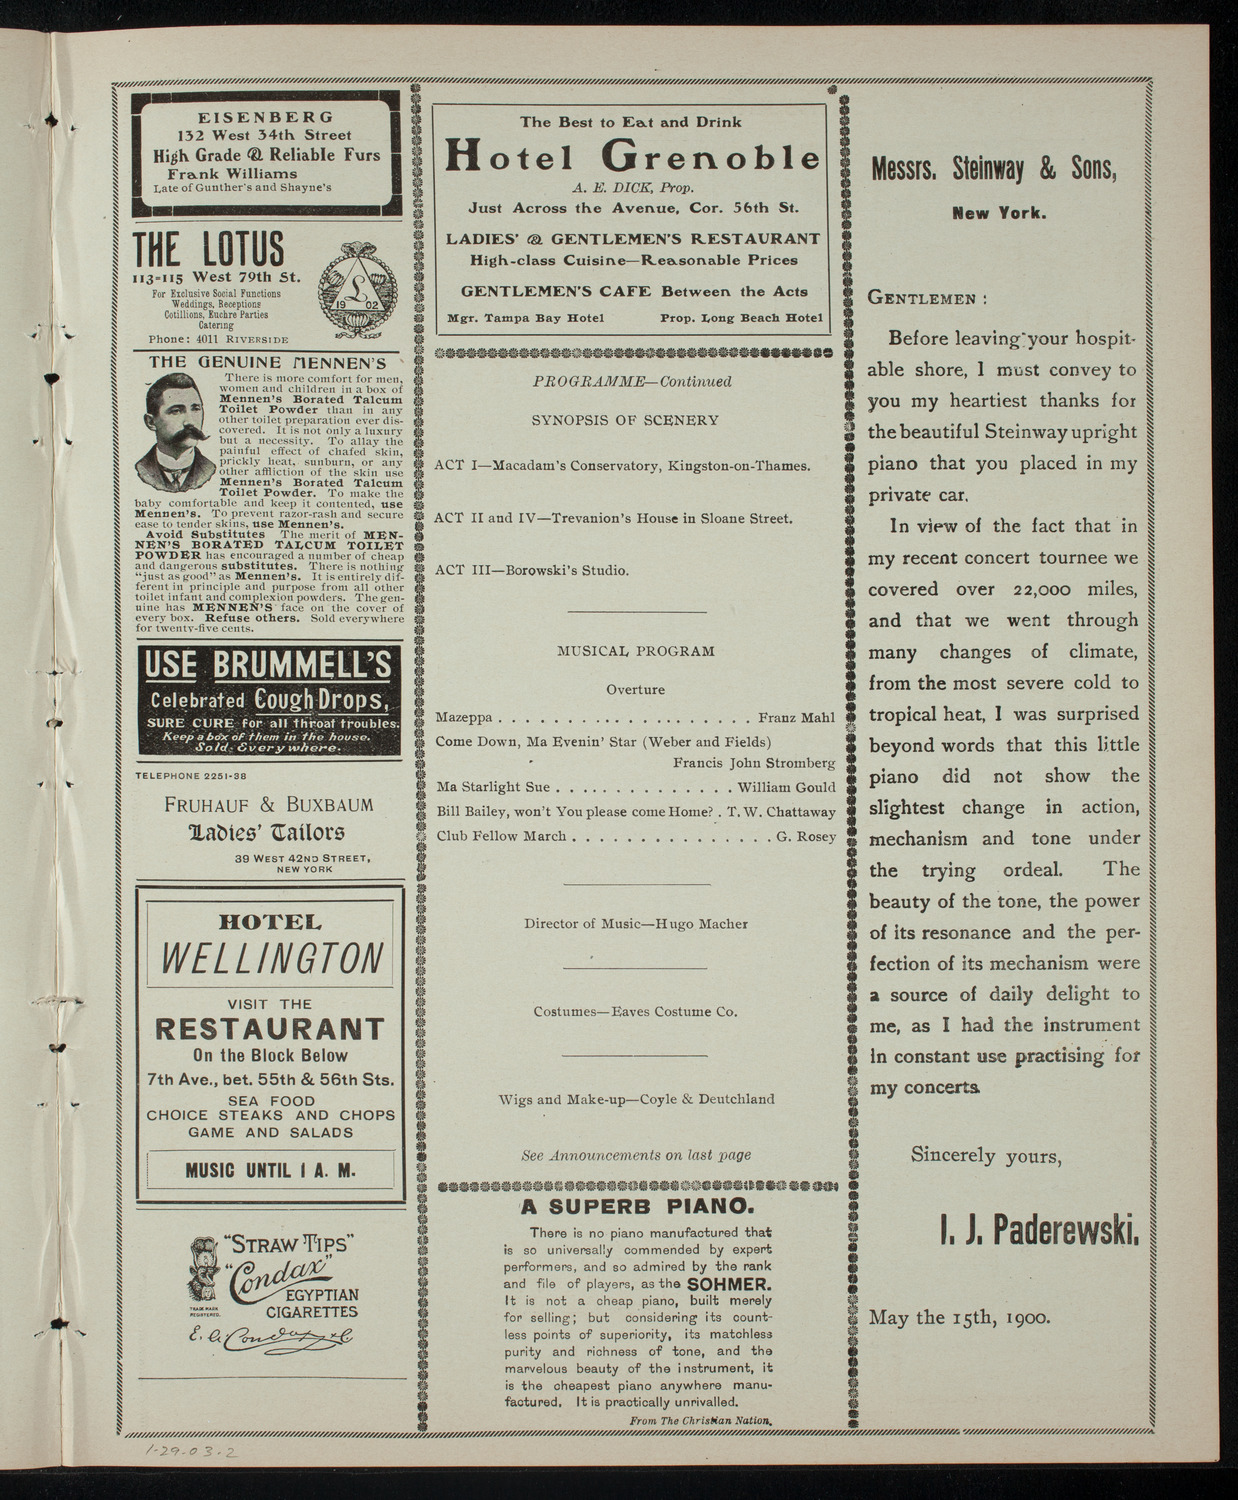 EISENBERG
132 West 34th Street
High Grade & Reliable Furs
Frank Williams
Late of Gunther's and Shayne's
THE LOTUS
113=115 West 79th St.
For Exclusive Social Functions
Weddings, Receptions
Cotillions, Euchre Parties
Catering
Phone: 4011 RIVERSIDE
L
19 02
THE GENUINE MENNEN'S
There is more comfort for men,
women and children in a box of
Mennen's Borated Talcum
Toilet Powder than in any
other toilet preparation ever dis-
covered. It is not only a luxury
but a necessity. To allay the
painful effect of chafed skin,
prickly heat, sunburn, or any
other affliction of the skin use
Mennen's Borated Talcum
Toilet Powder. To make the
baby comfortable and keep it contented, use
Mennen's. To prevent razor-rash and secure
ease to tender skins, use Mennen's.
Avoid Substitutes The merit of MEN-
NEN'S BORATED TALCUM TOILET
POWDER has encouraged a number of cheap
and dangerous substitutes. There is nothing
"just as good" as Mennen's. It is entirely dif-
ferent in principle and purpose from all other
toilet infant and complexion powders. The gen-
uine has MENNEN'S face on the cover of
every box. Refuse others. Sold everywhere
for twenty-five cents.
USE BRUMMELL'S
Celebrated Cough Drops,
SURE CURE for all throat troubles.
Keep a box of them in the house.
Sold Everywhere.
TELEPHONE 2251-38
FRUHAUF & BUXBAUM
Ladies' Tailors
39 WEST 42ND STREET,
NEW YORK
HOTEL
WELLINGTON
VISIT THE
RESTAURANT
On the Block Below
7th Ave., bet. 55th & 56th Sts.
SEA FOOD
CHOICE STEAKS AND CHOPS
GAME AND SALADS
MUSIC UNTIL 1 A. M.
"STRAW TIPS"
"Condax"
EGYPTIAN
CIGARETTES
TRADE MARK
REGISTERED.
1-29-03-2
The Best to Eat and Drink
Hotel Grenoble
A. E. DICK, Prop.
Just Across the Avenue, Cor. 56th St.
LADIES' & GENTLEMEN'S RESTAURANT
High-class Cuisine—Reasonable Prices
GENTLEMEN'S CAFE Between the Acts
Mgr. Tampa Bay Hotel Prop. Long Beach Hotel
PROGRAMME—Continued
SYNOPSIS OF SCENERY
ACT I—Macadam's Conservatory, Kingston-on-Thames.
ACT II and IV—Trevanion's House in Sloane Street.
ACT III—Borowski's Studio.
MUSICAL PROGRAM
Overture
Mazeppa . . . . . . . . . . . . . . . . . . . Franz Mahl
Come Down, Ma Evenin' Star (Weber and Fields)
Francis John Stromberg
Ma Starlight Sue . . . . . . . . . . . . . . William Gould
Bill Bailey, won't You please come Home? . T. W. Chattaway
Club Fellow March . . . . . . . . . . . . . . . . G. Rosey
Director of Music—Hugo Macher
Costumes—Eaves Costume Co.
Wigs and Make-up—Coyle & Deutchland
See Announcements on last page
A SUPERB PIANO.
There is no piano manufactured that
is so universally commended by expert
performers, and so admired by the rank
and file of players, as the SOHMER.
It is not a cheap piano, built merely
for selling; but considering its count-
less points of superiority, its matchless
purity and richness of tone, and the
marvelous beauty of the instrument, it
is the cheapest piano anywhere manu-
factured. It is practically unrivalled.
From The Christian Nation.
Messrs. Steinway & Sons,
New York.
GENTLEMEN :
Before leaving your hospit-
able shore, I must convey to
you my heartiest thanks for
the beautiful Steinway upright
piano that you placed in my
private car.
In view of the fact that in
my recent concert tournee we
covered over 22,000 miles,
and that we went through
many changes of climate,
from the most severe cold to
tropical heat, I was surprised
beyond words that this little
piano did not show the
slightest change in action,
mechanism and tone under
the trying ordeal. The
beauty of the tone, the power
of its resonance and the per-
fection of its mechanism were
a source of daily delight to
me, as I had the instrument
in constant use practising for
my concerts.
Sincerely yours,
I. J. Paderewski.
May the 15th, 1900.